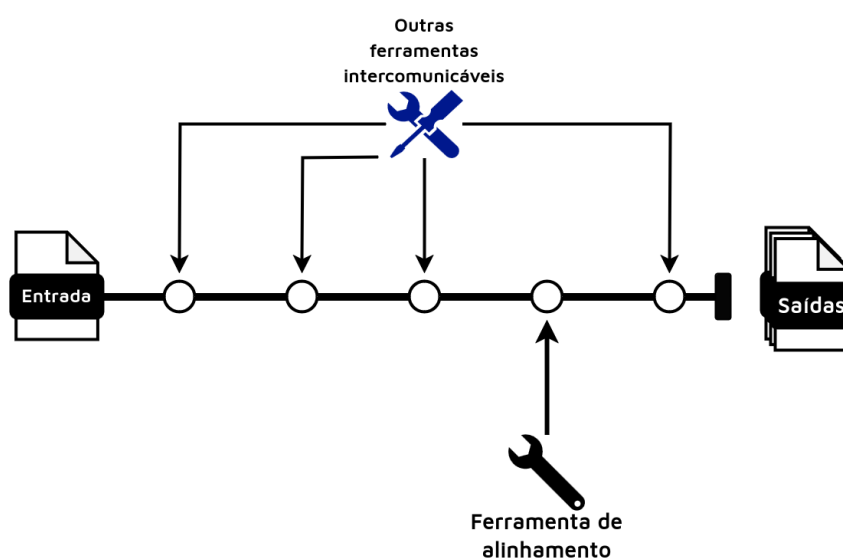 Outras
ferramentas
intercomunicáveis
Entrada
Saídas
Ferramenta de
alinhamento